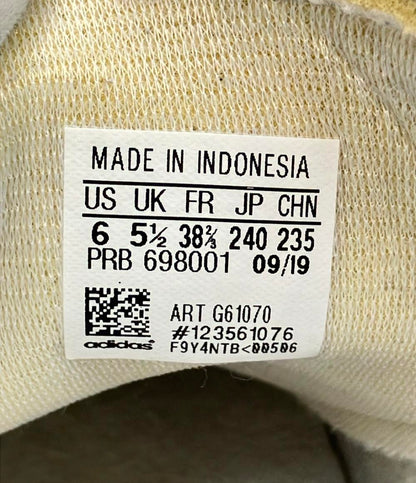 MADE IN INDONESIA
US UK FR JP CHN
6 5½ 38⅔ 240 235
PRB 698001 09/19
ART G61070
#123561076
adidas F9Y4NTB<00506